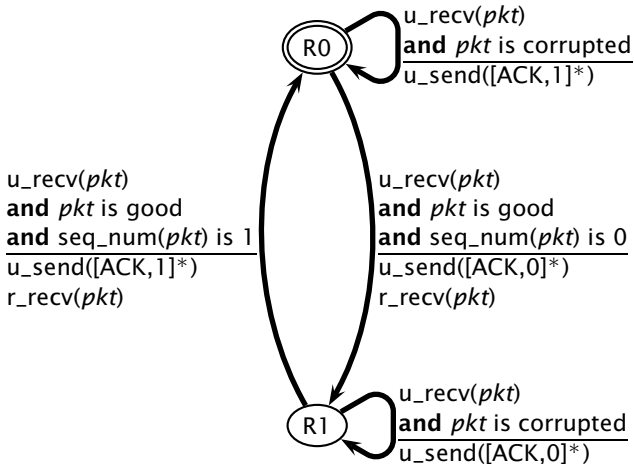 R0
u_recv(pkt)
and pkt is corrupted
u_send([ACK,1]*)
u_recv(pkt)
and pkt is good
and seq_num(pkt) is 1
u_send([ACK,1]*)
r_recv(pkt)
u_recv(pkt)
and pkt is good
and seq_num(pkt) is 0
u_send([ACK,0]*)
r_recv(pkt)
R1
u_recv(pkt)
and pkt is corrupted
u_send([ACK,0]*)